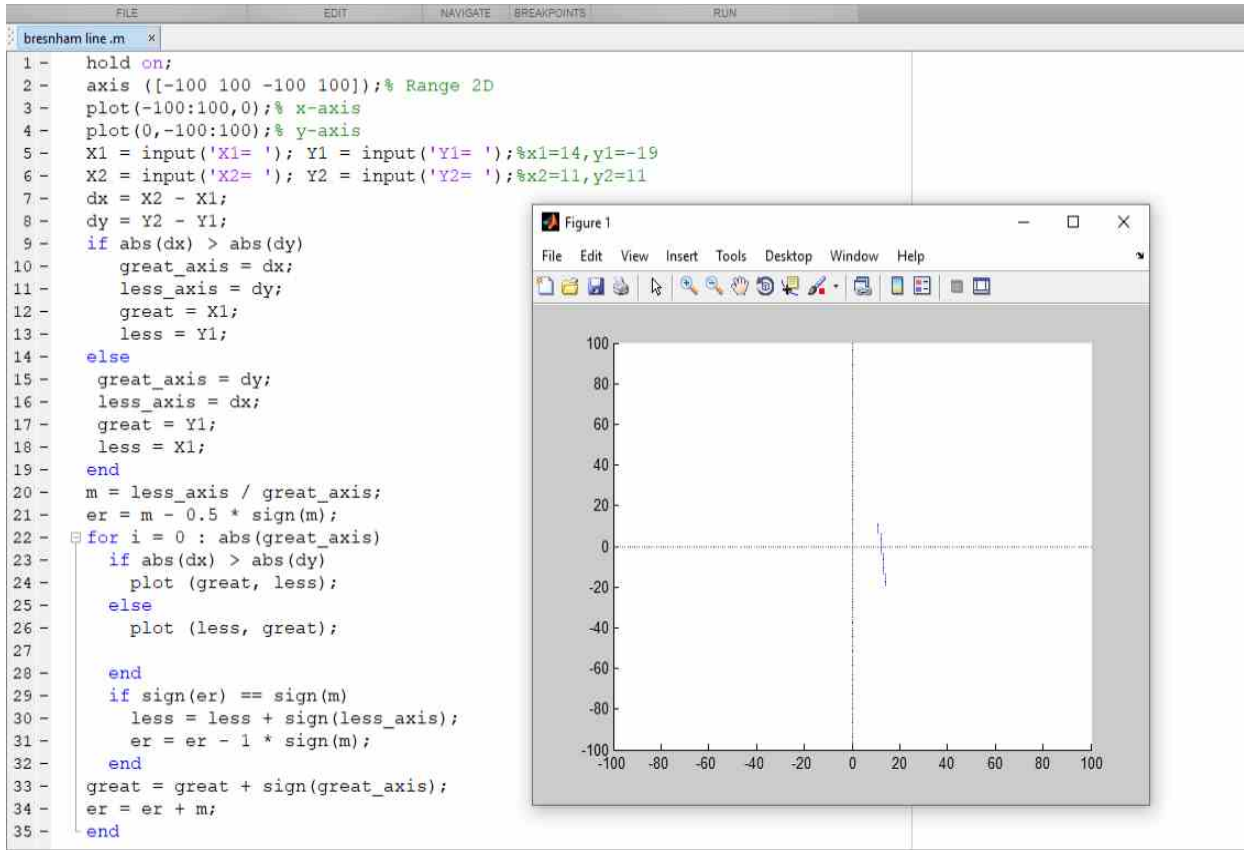 FILE EDIT NAVIGATE BREAKPOINTS RUN
bresnham line .m ×
1 - hold on;
2 - axis ([-100 100 -100 100]);% Range 2D
3 - plot(-100:100,0);% x-axis
4 - plot(0,-100:100);% y-axis
5 - X1 = input('X1= '); Y1 = input('Y1= ');%x1=14,y1=-19
6 - X2 = input('X2= '); Y2 = input('Y2= ');%x2=11,y2=11
7 - dx = X2 - X1;
8 - dy = Y2 - Y1;
9 - if abs(dx) > abs(dy)
10 - great_axis = dx;
11 - less_axis = dy;
12 - great = X1;
13 - less = Y1;
14 - else
15 - great_axis = dy;
16 - less_axis = dx;
17 - great = Y1;
18 - less = X1;
19 - end
20 - m = less_axis / great_axis;
21 - er = m - 0.5 * sign(m);
22 - for i = 0 : abs(great_axis)
23 - if abs(dx) > abs(dy)
24 - plot (great, less);
25 - else
26 - plot (less, great);
27
28 - end
29 - if sign(er) == sign(m)
30 - less = less + sign(less_axis);
31 - er = er - 1 * sign(m);
32 - end
33 - great = great + sign(great_axis);
34 - er = er + m;
35 - end
Figure 1
File Edit View Insert Tools Desktop Window Help
100
80
60
40
20
0
-20
-40
-60
-80
-100
-100 -80 -60 -40 -20 0 20 40 60 80 100